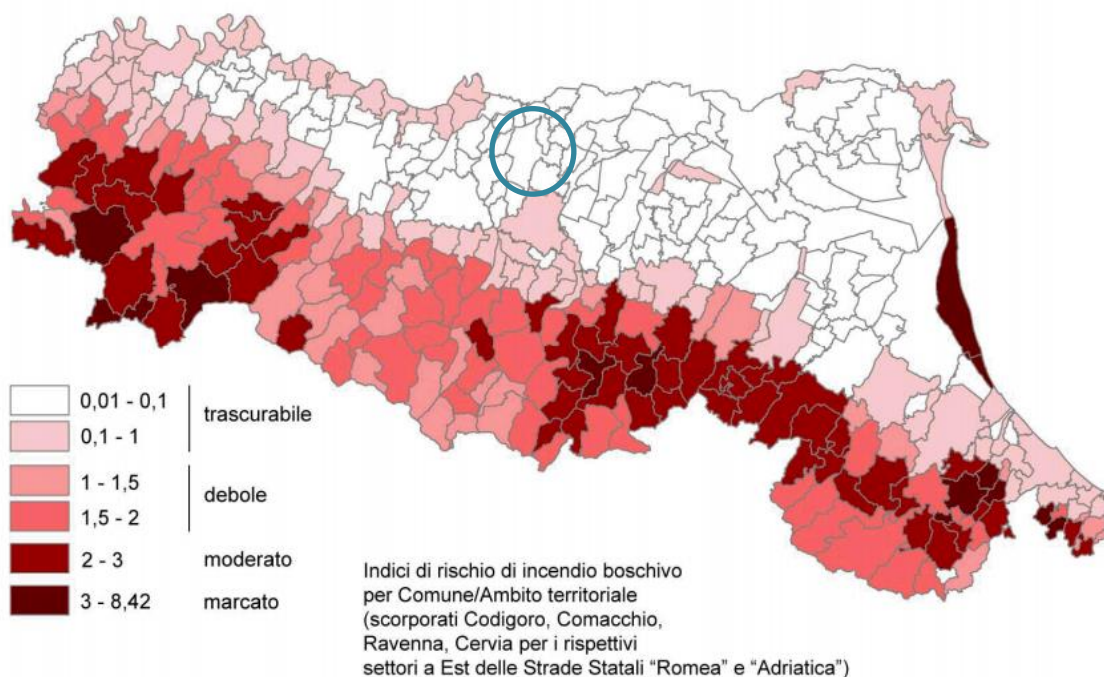 0,01 - 0,1
trascurabile
0,1 - 1
1 - 1,5
debole
1,5 - 2
2 - 3 moderato
3 - 8,42 marcato
Indici di rischio di incendio boschivo
per Comune/Ambito territoriale
(scorporati Codigoro, Comacchio,
Ravenna, Cervia per i rispettivi
settori a Est delle Strade Statali “Romea” e “Adriatica”)